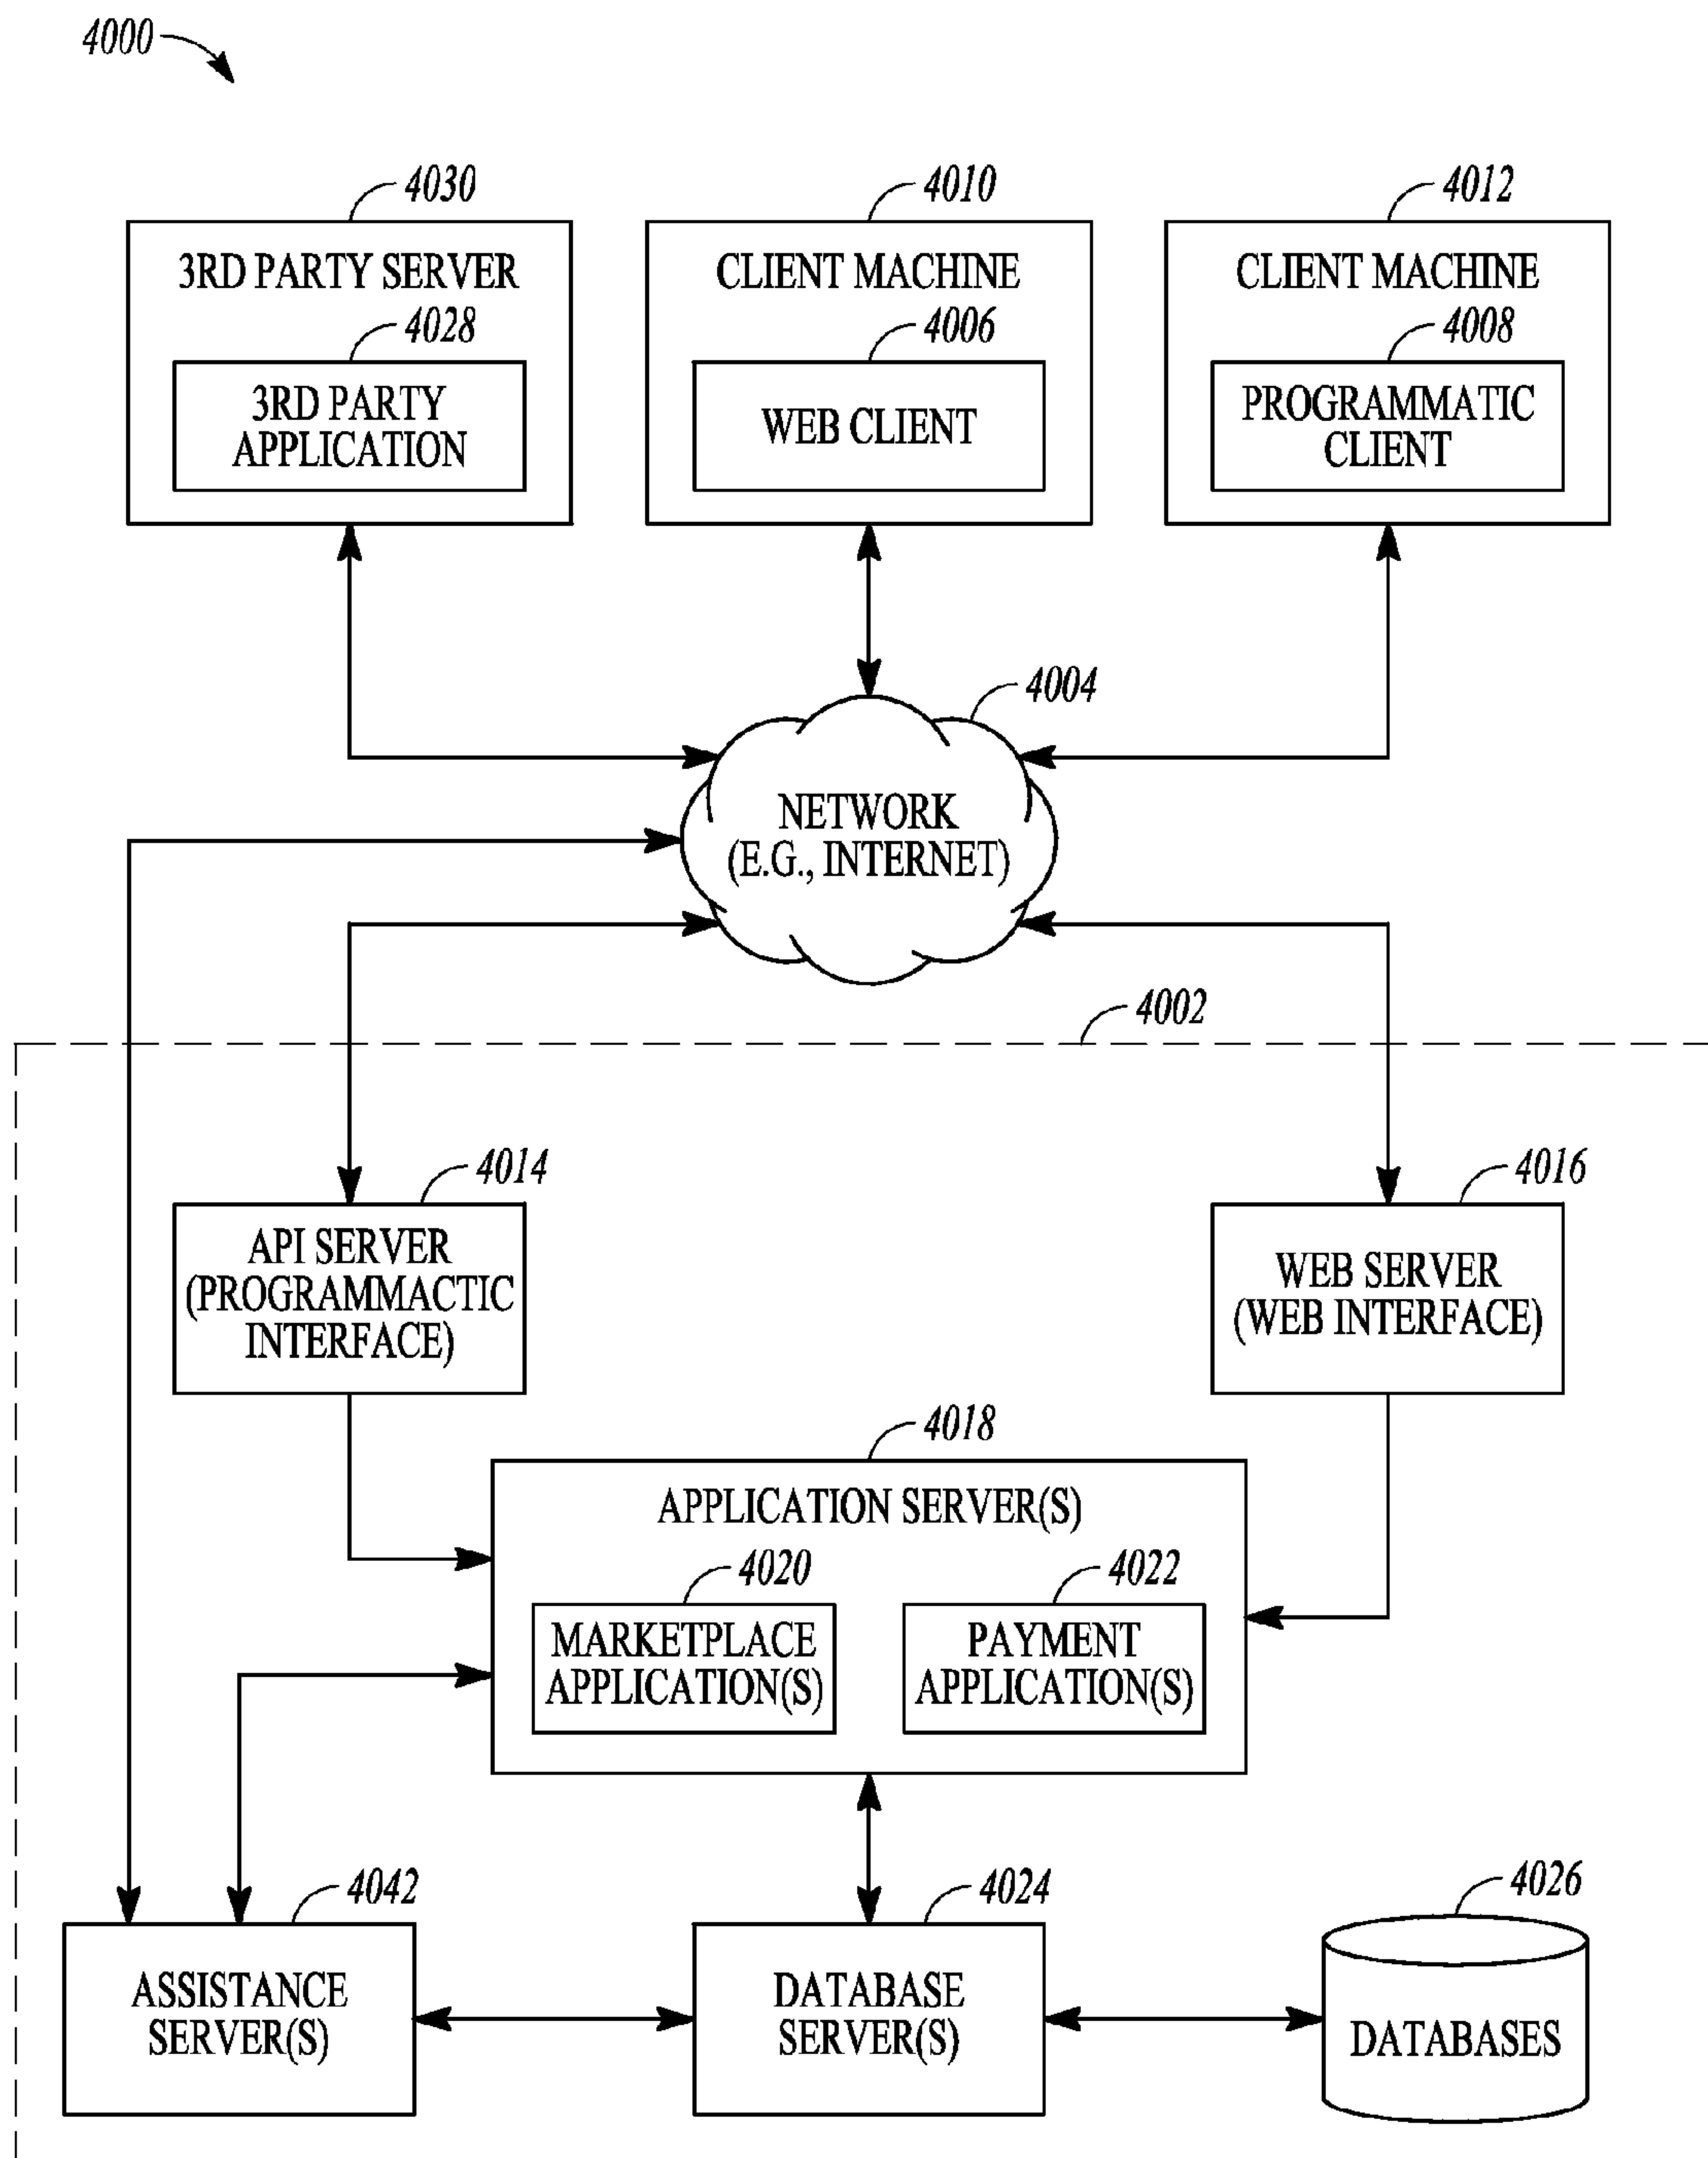 4000
4030
3RD PARTY SERVER
4028
3RD PARTY
APPLICATION
4010
CLIENT MACHINE
4006
WEB CLIENT
4012
CLIENT MACHINE
4008
PROGRAMMATIC
CLIENT
4004
NETWORK
(E.G., INTERNET)
4002
4014
API SERVER
(PROGRAMMACTIC
INTERFACE)
4016
WEB SERVER
(WEB INTERFACE)
4018
APPLICATION SERVER(S)
4020
MARKETPLACE
APPLICATION(S)
4022
PAYMENT
APPLICATION(S)
4042
ASSISTANCE
SERVER(S)
4024
DATABASE
SERVER(S)
4026
DATABASES